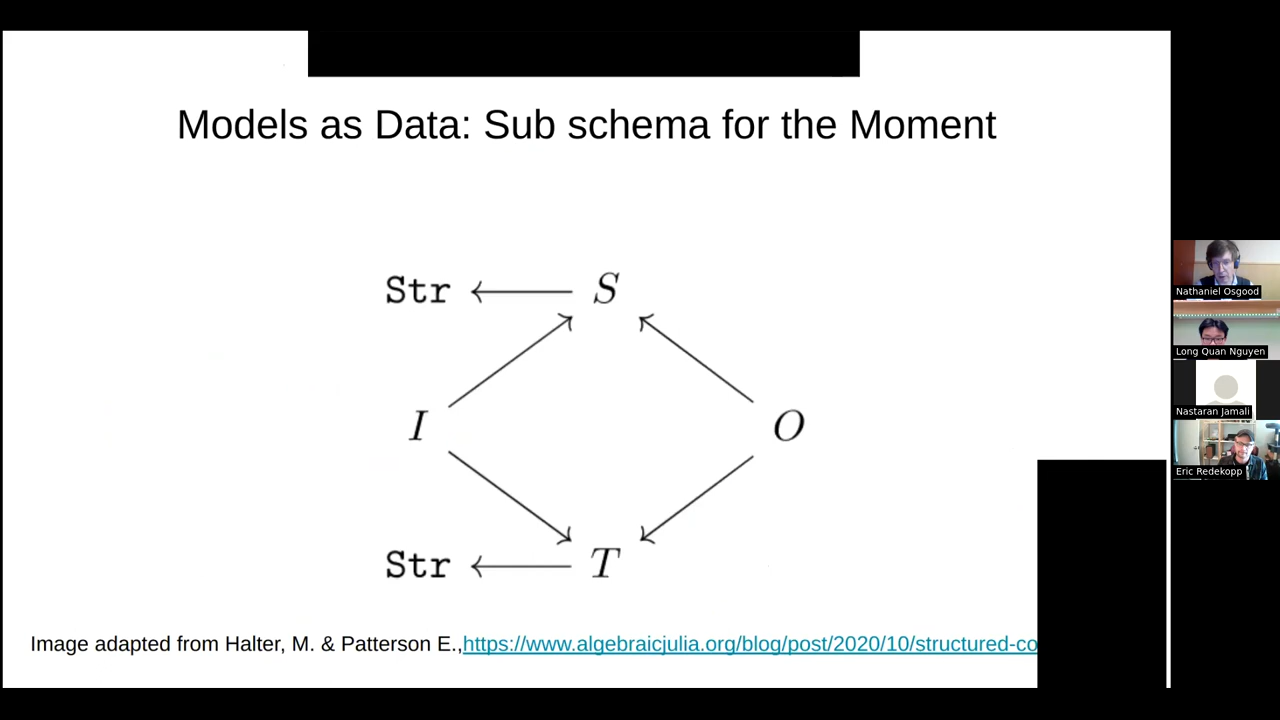 Models as Data: Sub schema for the Moment
Str S
I O
Str T
Image adapted from Halter, M. & Patterson E.,https://www.algebraicjulia.org/blog/post/2020/10/structured-co
Nathaniel Osgood
Long Quan Nguyen
Nastaran Jamali
Eric Redekopp